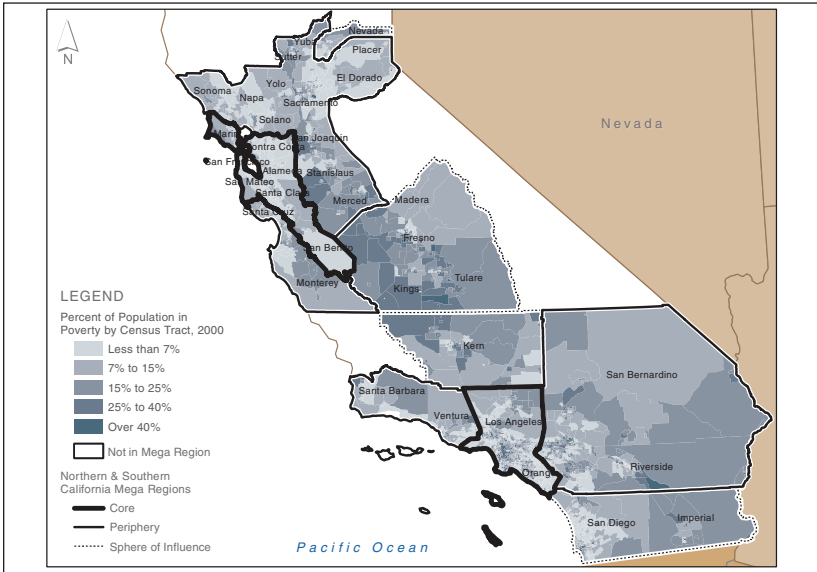 N
Nevada
Yuba
Sutter
Placer
El Dorado
Yolo
Sonoma
Napa
Sacramento
Solano
Nevada
Marin
Contra Costa
San Joaquin
San Francisco
Alameda
Stanislaus
San Mateo
Santa Clara
Merced
Madera
Santa Cruz
Fresno
San Benito
Monterey
Kings
Tulare
Kern
San Bernardino
Santa Barbara
Ventura
Los Angeles
Orange
Riverside
San Diego
Imperial
Pacific Ocean
LEGEND
Percent of Population in
Poverty by Census Tract, 2000
Less than 7%
7% to 15%
15% to 25%
25% to 40%
Over 40%
Not in Mega Region
Northern & Southern
California Mega Regions
Core
Periphery
Sphere of Influence